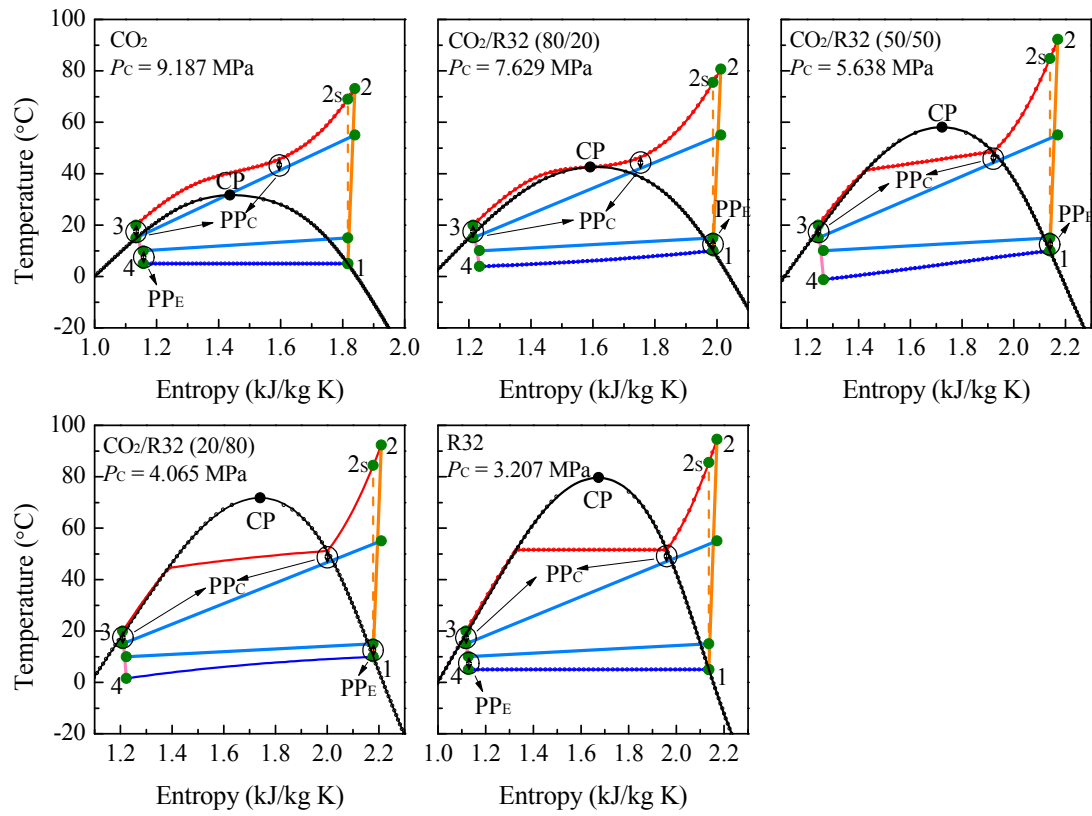 CO₂
Pc = 9.187 MPa
2s
2
CP
3
PPc
4
1
PPE
CO₂/R32 (80/20)
Pc = 7.629 MPa
2s
2
CP
3
PPc
PPE
4
1
CO₂/R32 (50/50)
Pc = 5.638 MPa
2s
2
CP
3
PPc
PPE
4
1
100
80
60
40
20
0
-20
1.0 1.2 1.4 1.6 1.8 2.0
1.2 1.4 1.6 1.8 2.0
1.2 1.4 1.6 1.8 2.0 2.2
Temperature (°C)
Entropy (kJ/kg K)
Entropy (kJ/kg K)
Entropy (kJ/kg K)
CO₂/R32 (20/80)
Pc = 4.065 MPa
2s
2
CP
3
PPc
4
1
PPE
R32
Pc = 3.207 MPa
2s
2
CP
3
PPc
4
1
PPE
100
80
60
40
20
0
-20
1.2 1.4 1.6 1.8 2.0 2.2
1.0 1.2 1.4 1.6 1.8 2.0 2.2
Temperature (°C)
Entropy (kJ/kg K)
Entropy (kJ/kg K)